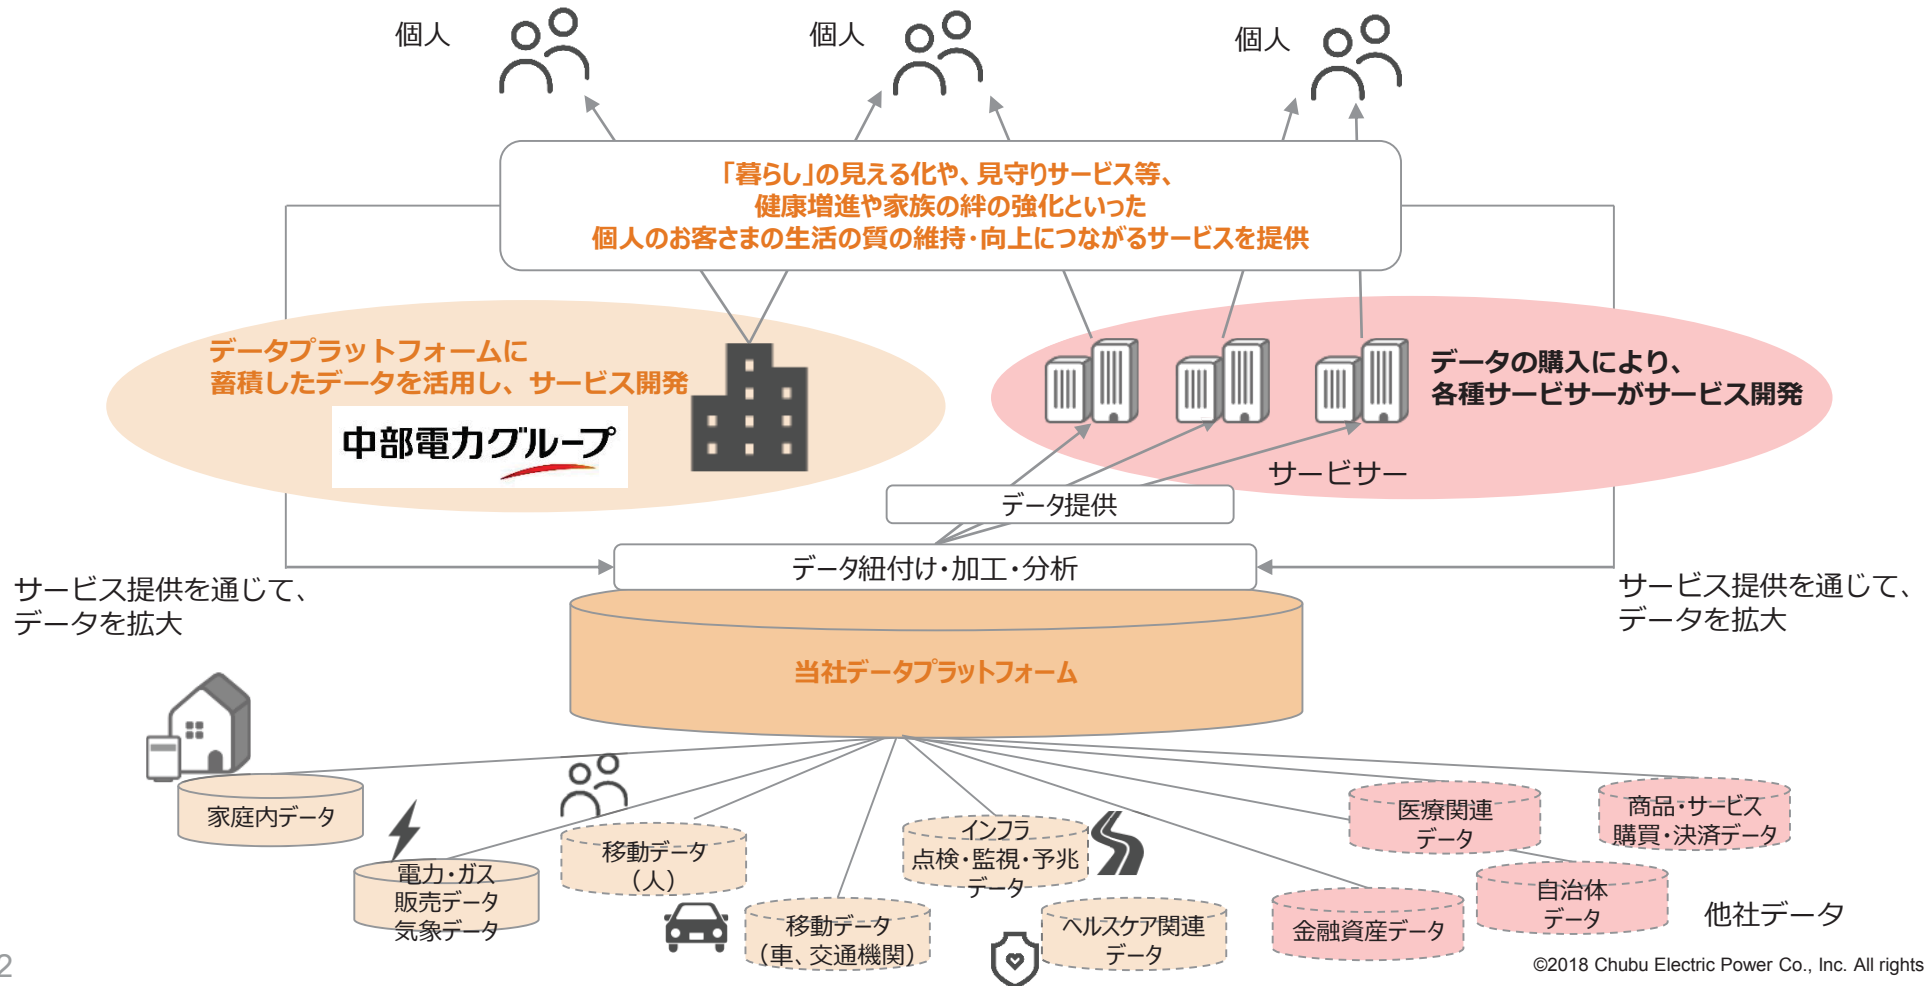 個人
個人
個人
「暮らし」の見える化や、見守りサービス等、
健康増進や家族の絆の強化といった
個人のお客さまの生活の質の維持・向上につながるサービスを提供
データプラットフォームに
蓄積したデータを活用し、サービス開発
中部電力グループ
データの購入により、
各種サービサーがサービス開発
サービサー
データ提供
データ紐付け・加工・分析
サービス提供を通じて、
データを拡大
サービス提供を通じて、
データを拡大
当社データプラットフォーム
家庭内データ
電力・ガス
販売データ
気象データ
移動データ
（人）
移動データ
（車、交通機関）
インフラ
点検・監視・予兆
データ
ヘルスケア関連
データ
医療関連
データ
商品・サービス
購買・決済データ
金融資産データ
自治体
データ
他社データ
2
©2018 Chubu Electric Power Co., Inc. All rights